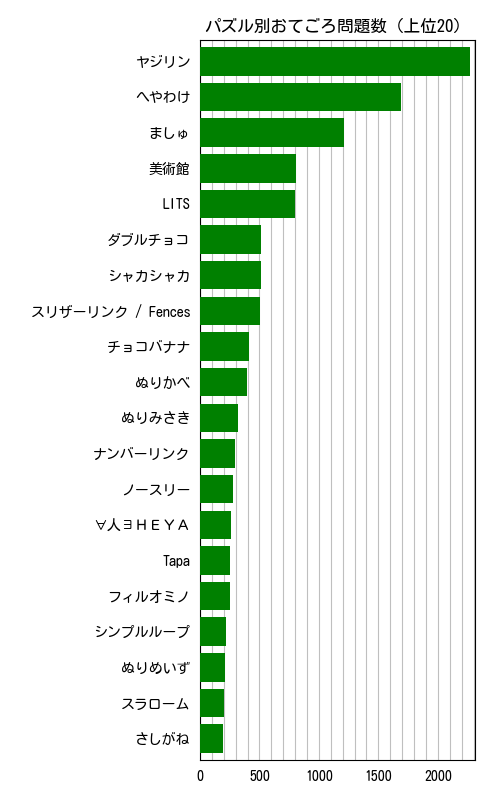 パズル別おてごろ問題数（上位20）
ヤジリン
へやわけ
ましゅ
美術館
LITS
ダブルチョコ
シャカシャカ
スリザーリンク / Fences
チョコバナナ
ぬりかべ
ぬりみさき
ナンバーリンク
ノースリー
∀人∃ＨＥＹＡ
Tapa
フィルオミノ
シンプルループ
ぬりめいず
スラローム
さしがね
0 500 1000 1500 2000